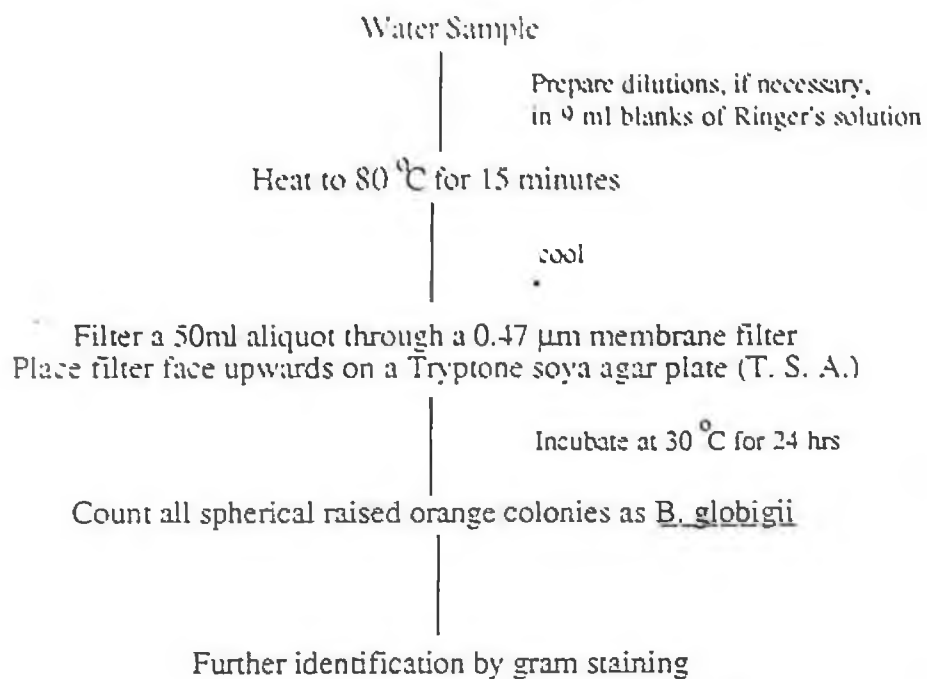 Water Sample
Prepare dilutions, if necessary,
in 9 ml blanks of Ringer's solution
Heat to 80 °C for 15 minutes
cool
Filter a 50ml aliquot through a 0.47 µm membrane filter
Place filter face upwards on a Tryptone soya agar plate (T. S. A.)
Incubate at 30 °C for 24 hrs
Count all spherical raised orange colonies as B. globigii
Further identification by gram staining